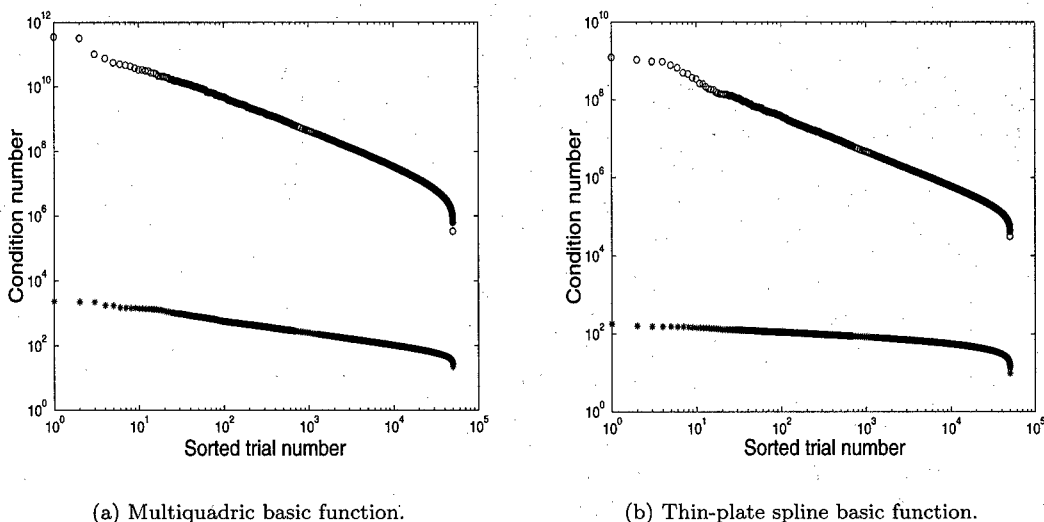 10^12
10^10
10^8
10^6
10^4
10^2
10^0
Condition number
10^0 10^1 10^2 10^3 10^4 10^5
Sorted trial number
(a) Multiquadric basic function.
10^10
10^8
10^6
10^4
10^2
10^0
Condition number
10^0 10^1 10^2 10^3 10^4 10^5
Sorted trial number
(b) Thin-plate spline basic function.